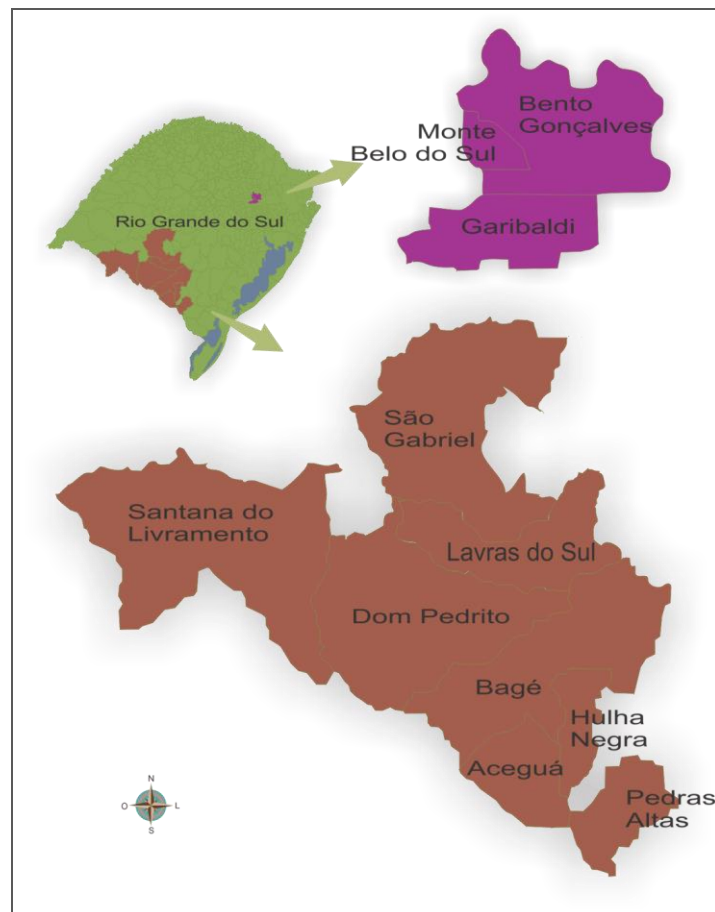 Bento
Gonçalves
Monte
Belo do Sul
Rio Grande do Sul
Garibaldi
São
Gabriel
Santana do
Livramento
Lavras do Sul
Dom Pedrito
Bagé
Hulha
Negra
Aceguá
Pedras
Altas
N
O L
S